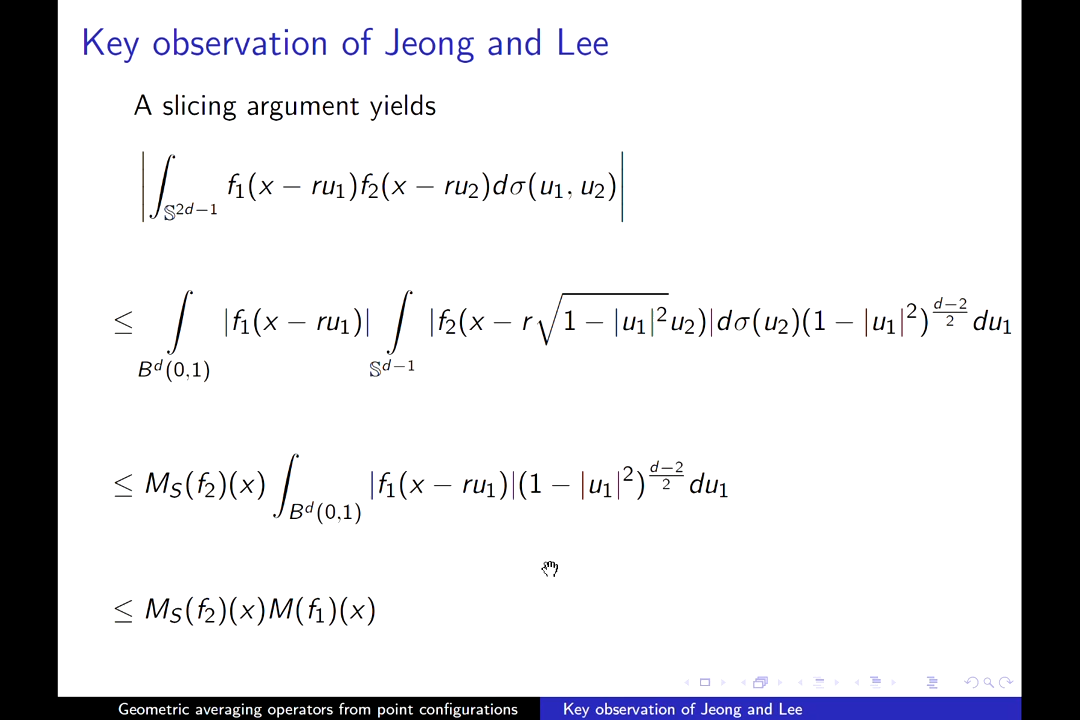 Key observation of Jeong and Lee
A slicing argument yields
|∫_{𝕊^{2d−1}} f₁(x − ru₁)f₂(x − ru₂)dσ(u₁, u₂)|
≤ ∫_{B^d(0,1)} |f₁(x − ru₁)| ∫_{𝕊^{d−1}} |f₂(x − r√(1 − |u₁|²)u₂)|dσ(u₂)(1 − |u₁|²)^{(d−2)/2} du₁
≤ M_S(f₂)(x) ∫_{B^d(0,1)} |f₁(x − ru₁)|(1 − |u₁|²)^{(d−2)/2} du₁
≤ M_S(f₂)(x)M(f₁)(x)
Geometric averaging operators from point configurations
Key observation of Jeong and Lee